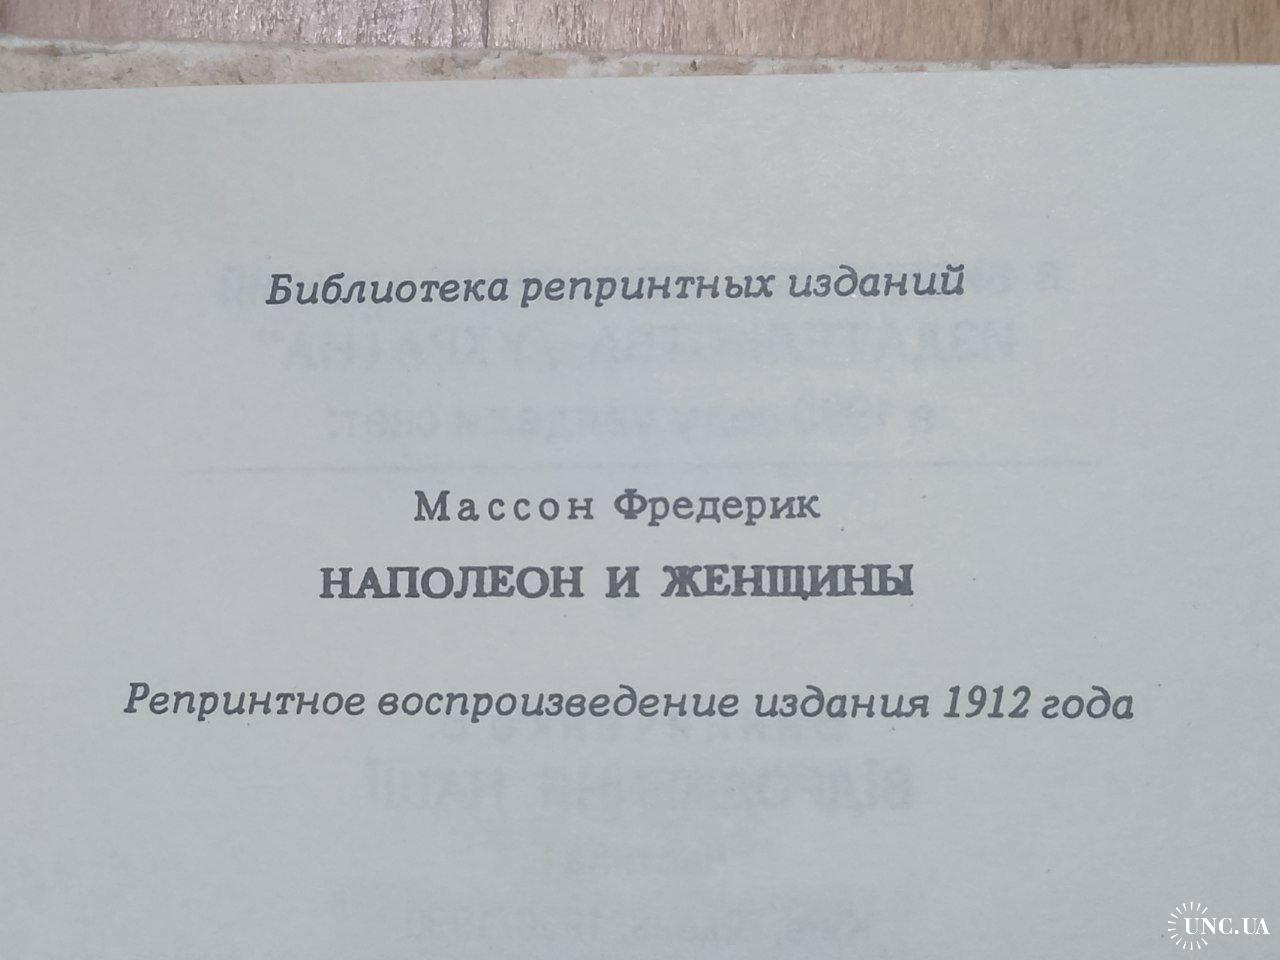 Библиотека репринтных изданий
Массон Фредерик
НАПОЛЕОН И ЖЕНЩИНЫ
Репринтное воспроизведение издания 1912 года
UNC.UA